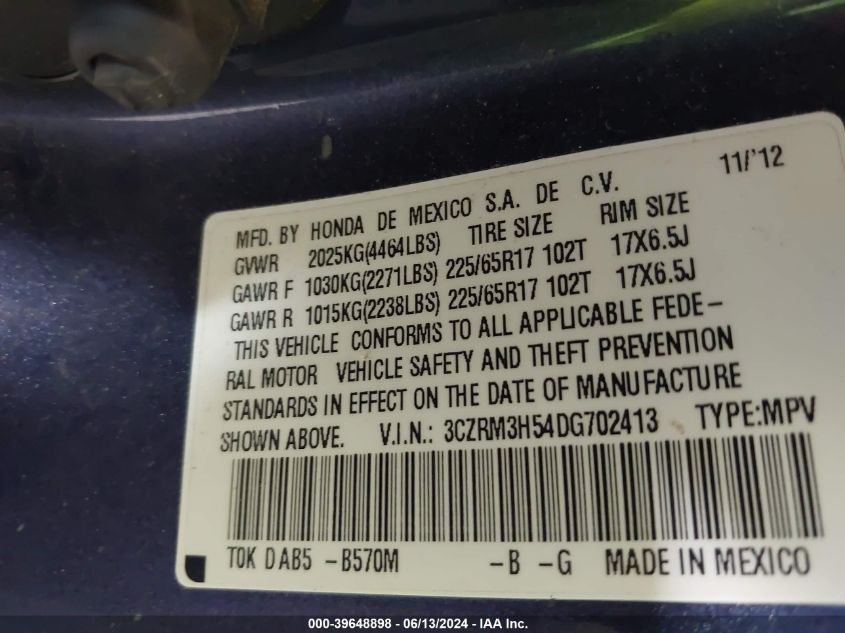 11/'12
MFD. BY HONDA DE MEXICO S.A. DE C.V.
GVWR 2025KG(4464LBS) TIRE SIZE RIM SIZE
GAWR F 1030KG(2271LBS) 225/65R17 102T 17X6.5J
GAWR R 1015KG(2238LBS) 225/65R17 102T 17X6.5J
THIS VEHICLE CONFORMS TO ALL APPLICABLE FEDE-
RAL MOTOR VEHICLE SAFETY AND THEFT PREVENTION
STANDARDS IN EFFECT ON THE DATE OF MANUFACTURE
SHOWN ABOVE. V.I.N.: 3CZRM3H54DG702413 TYPE:MPV
T0K DAB5 -B570M -B -G MADE IN MEXICO
000-39648898 - 06/13/2024 - IAA Inc.